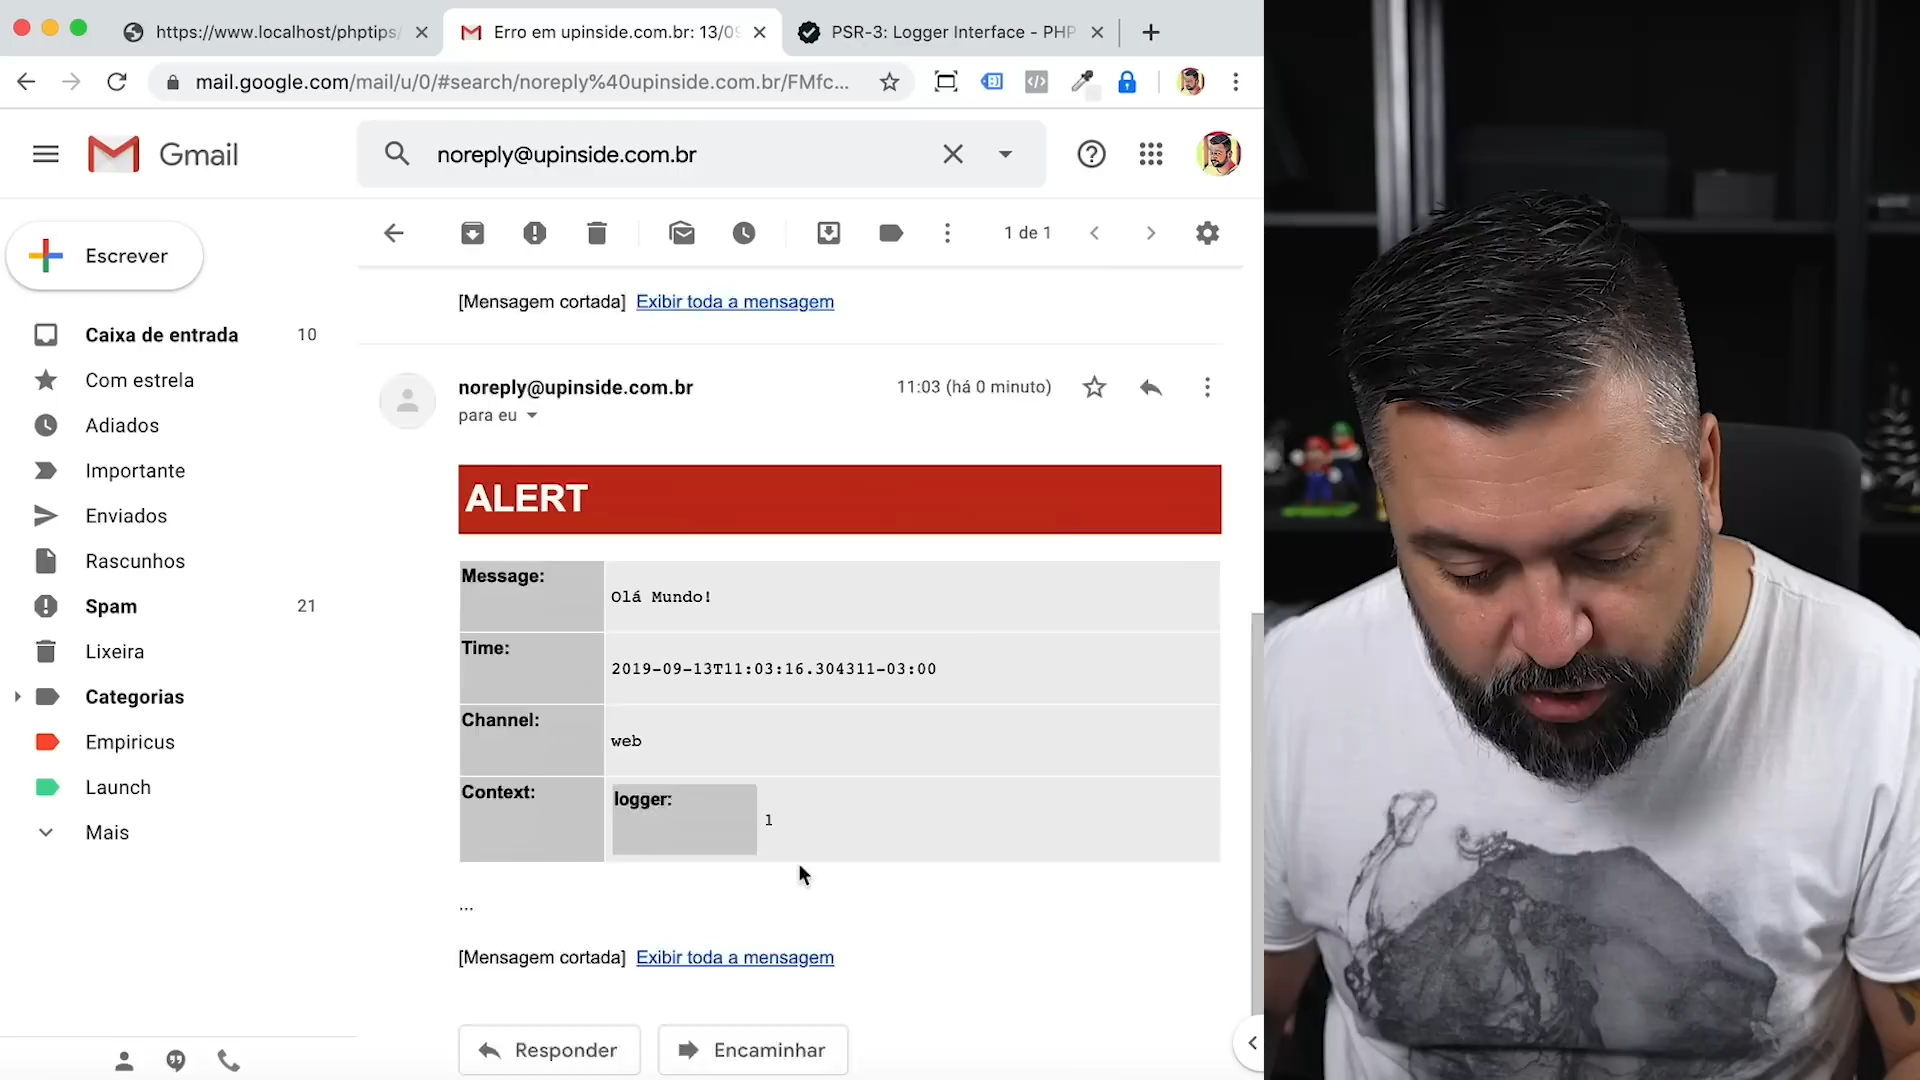 https://www.localhost/phptips/
Erro em upinside.com.br: 13/09
PSR-3: Logger Interface - PHP
mail.google.com/mail/u/0/#search/noreply%40upinside.com.br/FMfc...
Gmail
noreply@upinside.com.br
Escrever
1 de 1
[Mensagem cortada] Exibir toda a mensagem
Caixa de entrada 10
Com estrela
Adiados
Importante
Enviados
Rascunhos
Spam 21
Lixeira
Categorias
Empiricus
Launch
Mais
noreply@upinside.com.br
11:03 (há 0 minuto)
para eu
ALERT
Message:
Olá Mundo!
Time:
2019-09-13T11:03:16.304311-03:00
Channel:
web
Context:
logger:
1
...
[Mensagem cortada] Exibir toda a mensagem
Responder
Encaminhar